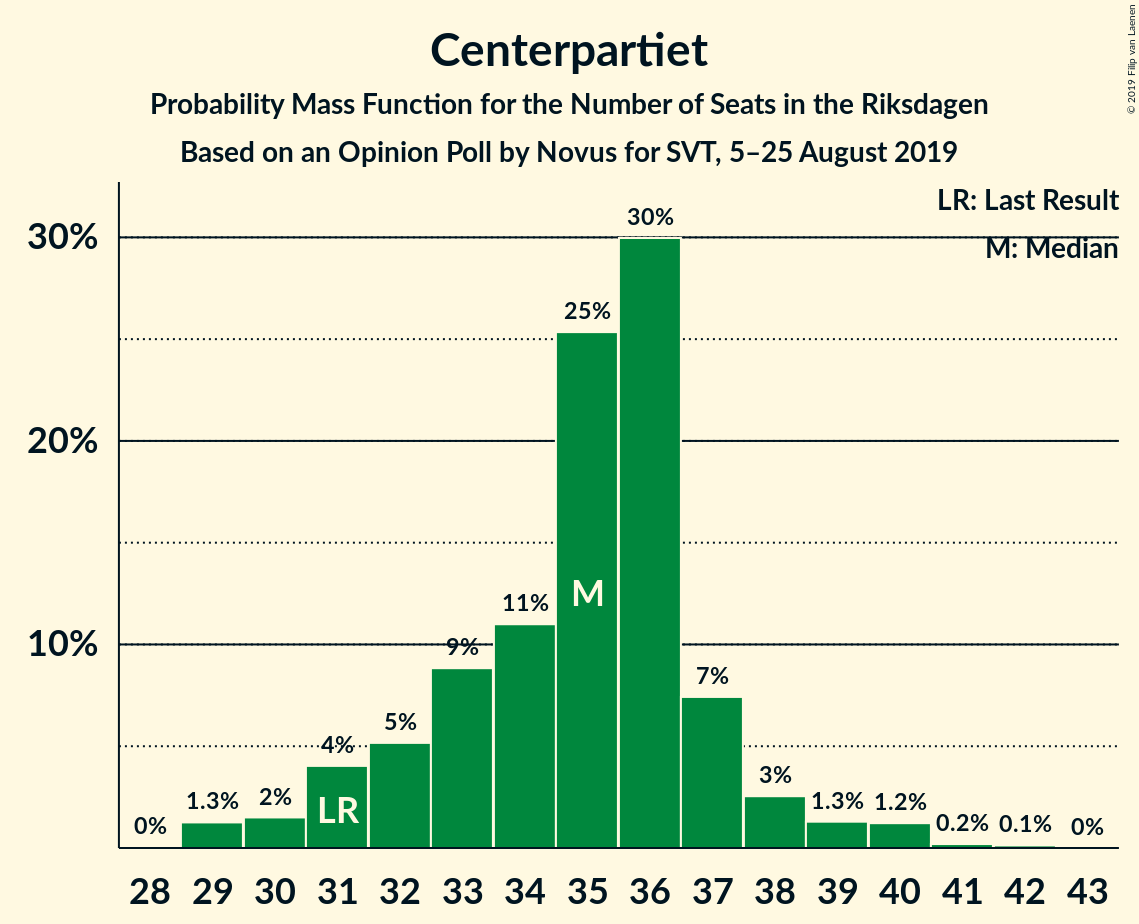 Centerpartiet
Probability Mass Function for the Number of Seats in the Riksdagen
Based on an Opinion Poll by Novus for SVT, 5–25 August 2019
© 2019 Filip van Laenen
LR: Last Result
M: Median
30%
20%
10%
0%
1.3%
2%
4%
5%
9%
11%
25%
30%
7%
3%
1.3%
1.2%
0.2%
0.1%
0%
LR
M
28 29 30 31 32 33 34 35 36 37 38 39 40 41 42 43